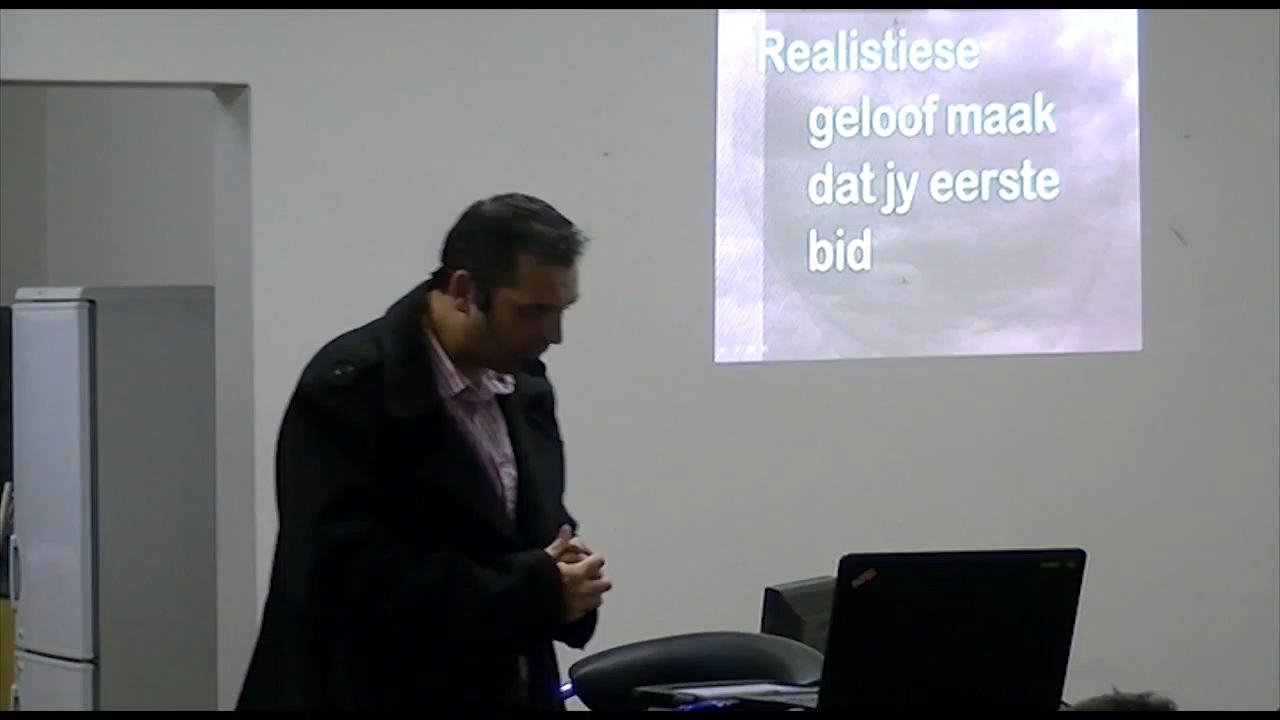 Realistiese
geloof maak
dat jy eerste
bid